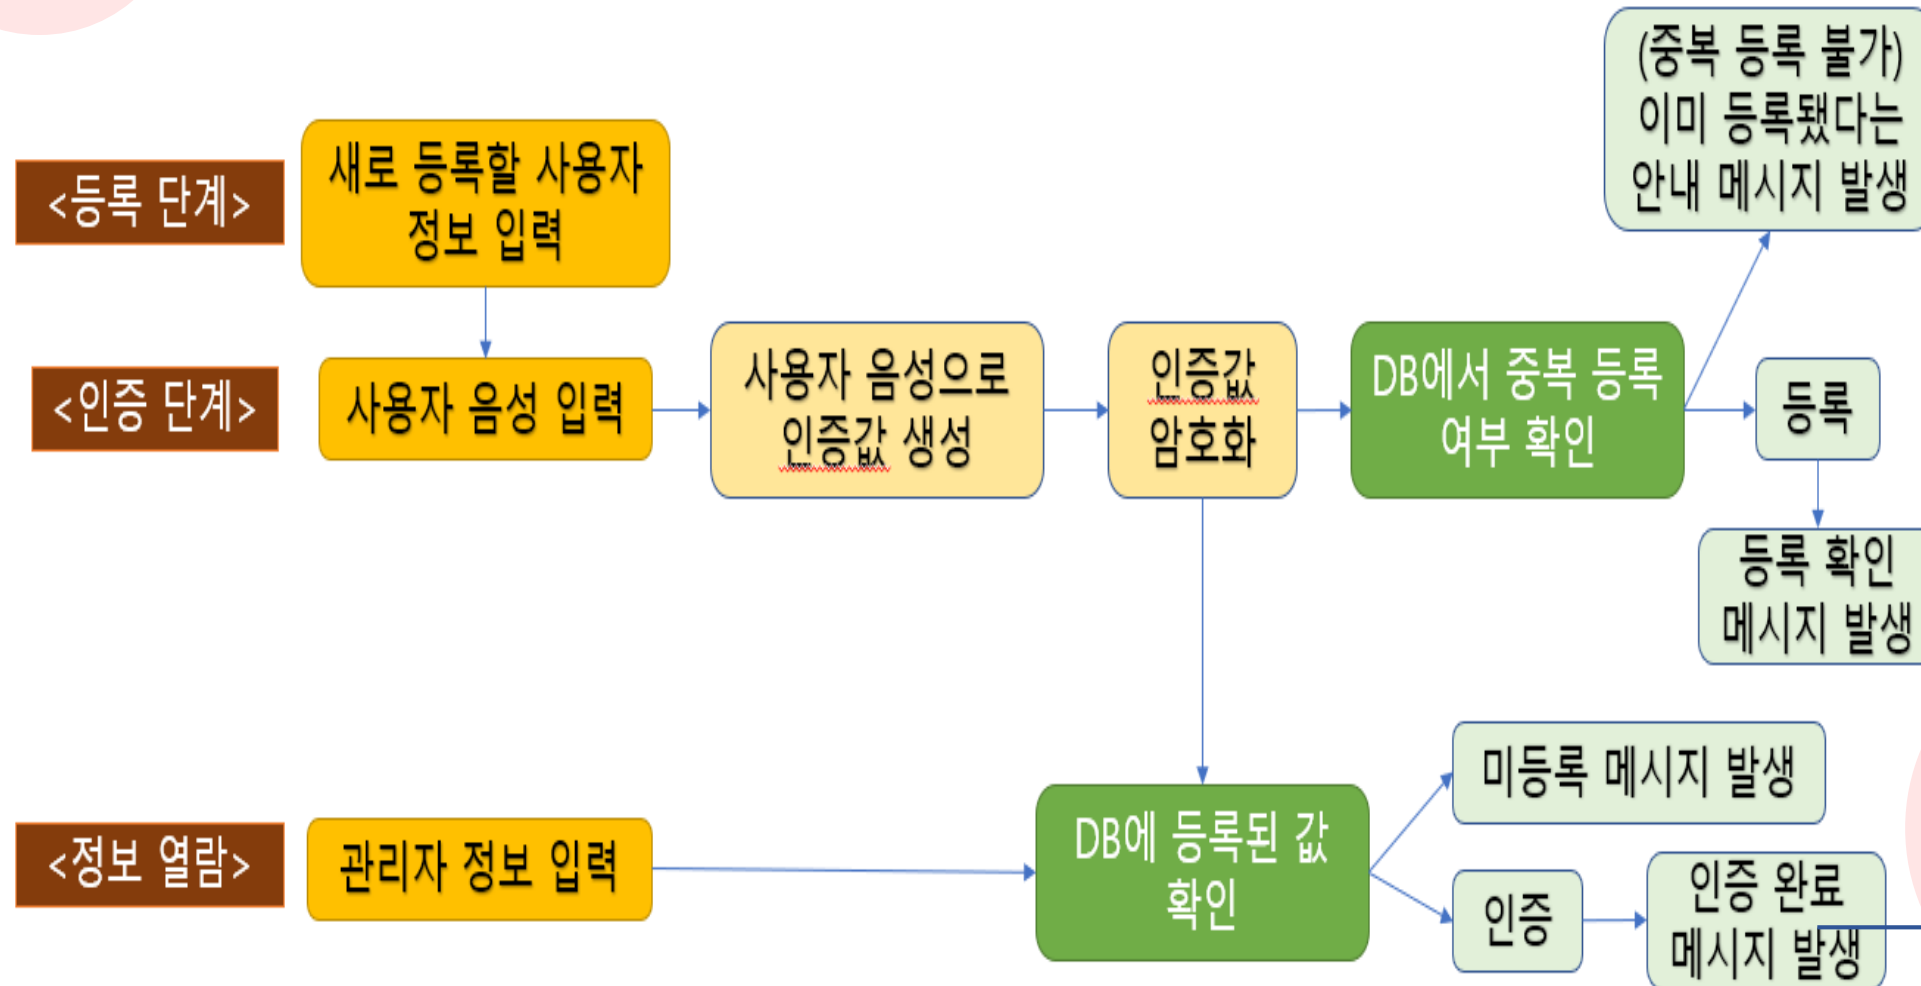 (중복 등록 불가)
이미 등록됐다는
안내 메시지 발생
<등록 단계>
새로 등록할 사용자
정보 입력
<인증 단계>
사용자 음성 입력
사용자 음성으로
인증값 생성
인증값
암호화
DB에서 중복 등록
여부 확인
등록
등록 확인
메시지 발생
미등록 메시지 발생
<정보 열람>
관리자 정보 입력
DB에 등록된 값
확인
인증
인증 완료
메시지 발생